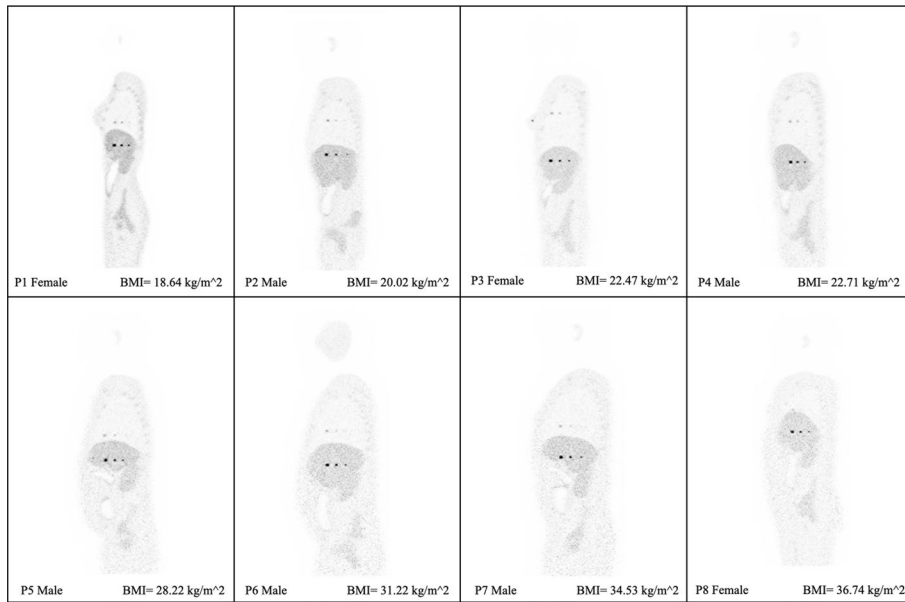 P1 Female BMI= 18.64 kg/m^2
P2 Male BMI= 20.02 kg/m^2
P3 Female BMI= 22.47 kg/m^2
P4 Male BMI= 22.71 kg/m^2
P5 Male BMI= 28.22 kg/m^2
P6 Male BMI= 31.22 kg/m^2
P7 Male BMI= 34.53 kg/m^2
P8 Female BMI= 36.74 kg/m^2